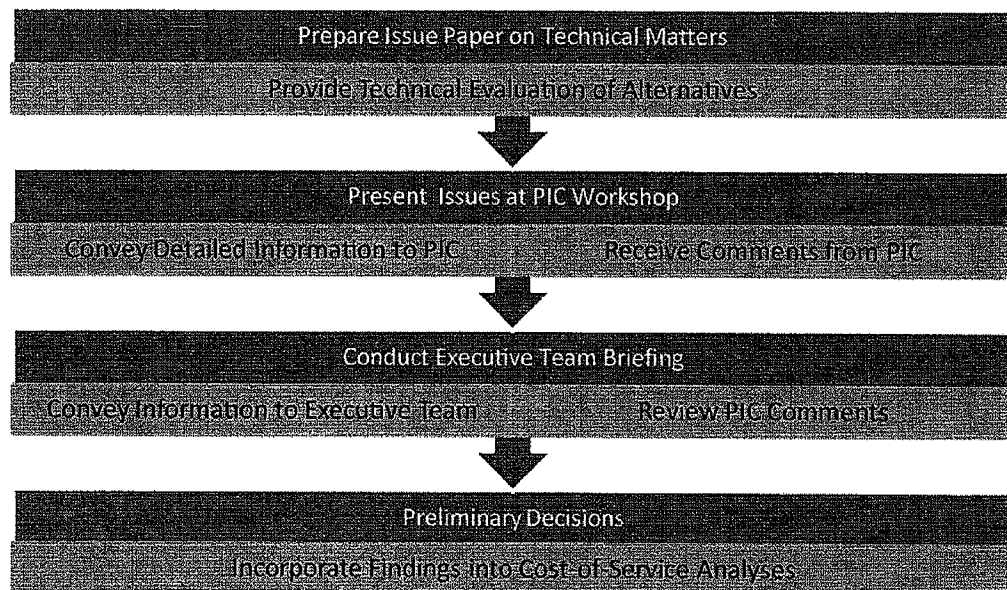 Prepare Issue Paper on Technical Matters
Provide Technical Evaluation of Alternatives
Present Issues at PIC Workshop
Convey Detailed Information to PIC
Receive Comments from PIC
Conduct Executive Team Briefing
Convey Information to Executive Team
Review PIC Comments
Preliminary Decisions
Incorporate Findings into Cost-of-Service Analyses